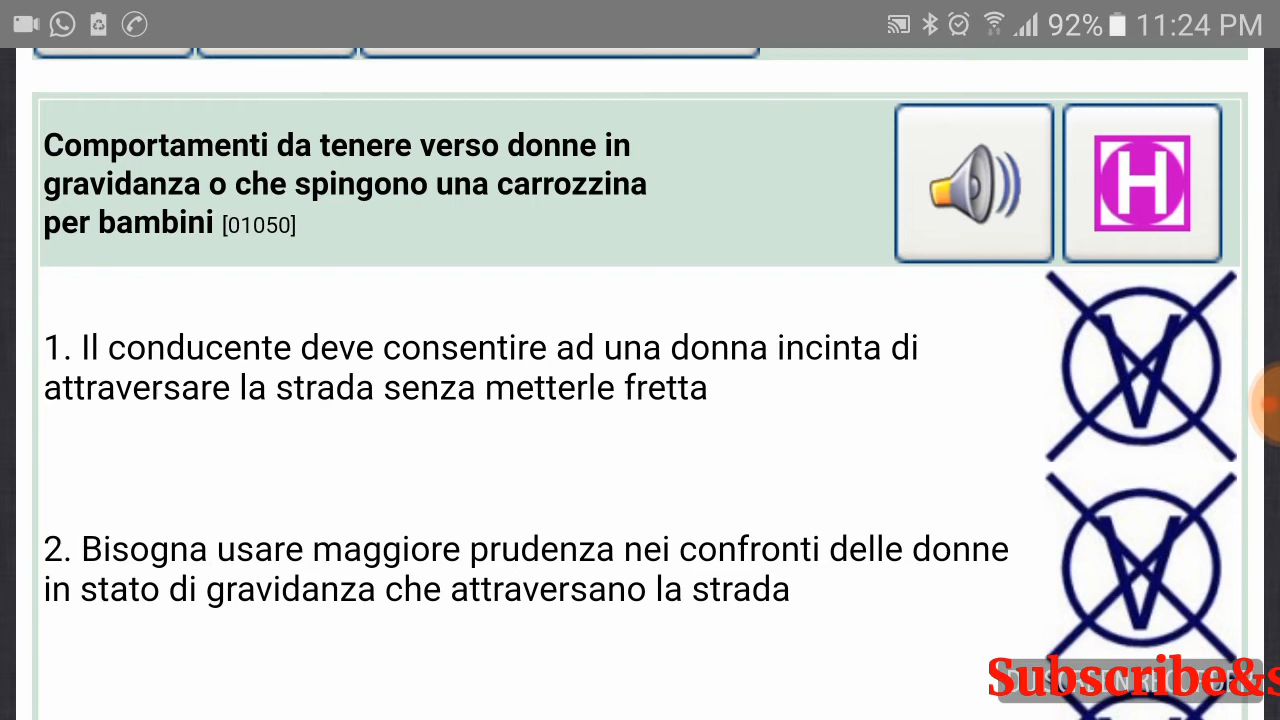 92% 11:24 PM
Comportamenti da tenere verso donne in
gravidanza o che spingono una carrozzina
per bambini [01050]
H
1. Il conducente deve consentire ad una donna incinta di
attraversare la strada senza metterle fretta
V
2. Bisogna usare maggiore prudenza nei confronti delle donne
in stato di gravidanza che attraversano la strada
V
Subscribe&s